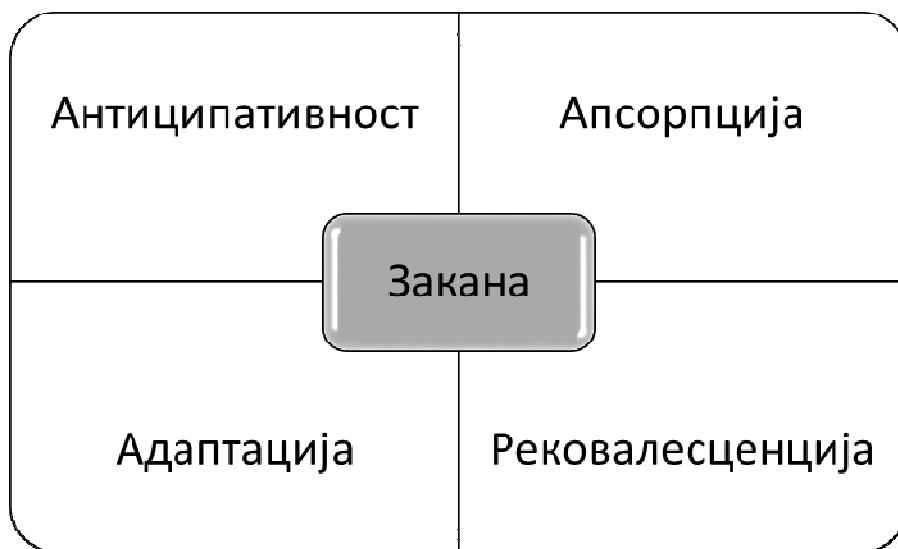 Антиципативност
Апсорпција
Закана
Адаптација
Рековалесценција